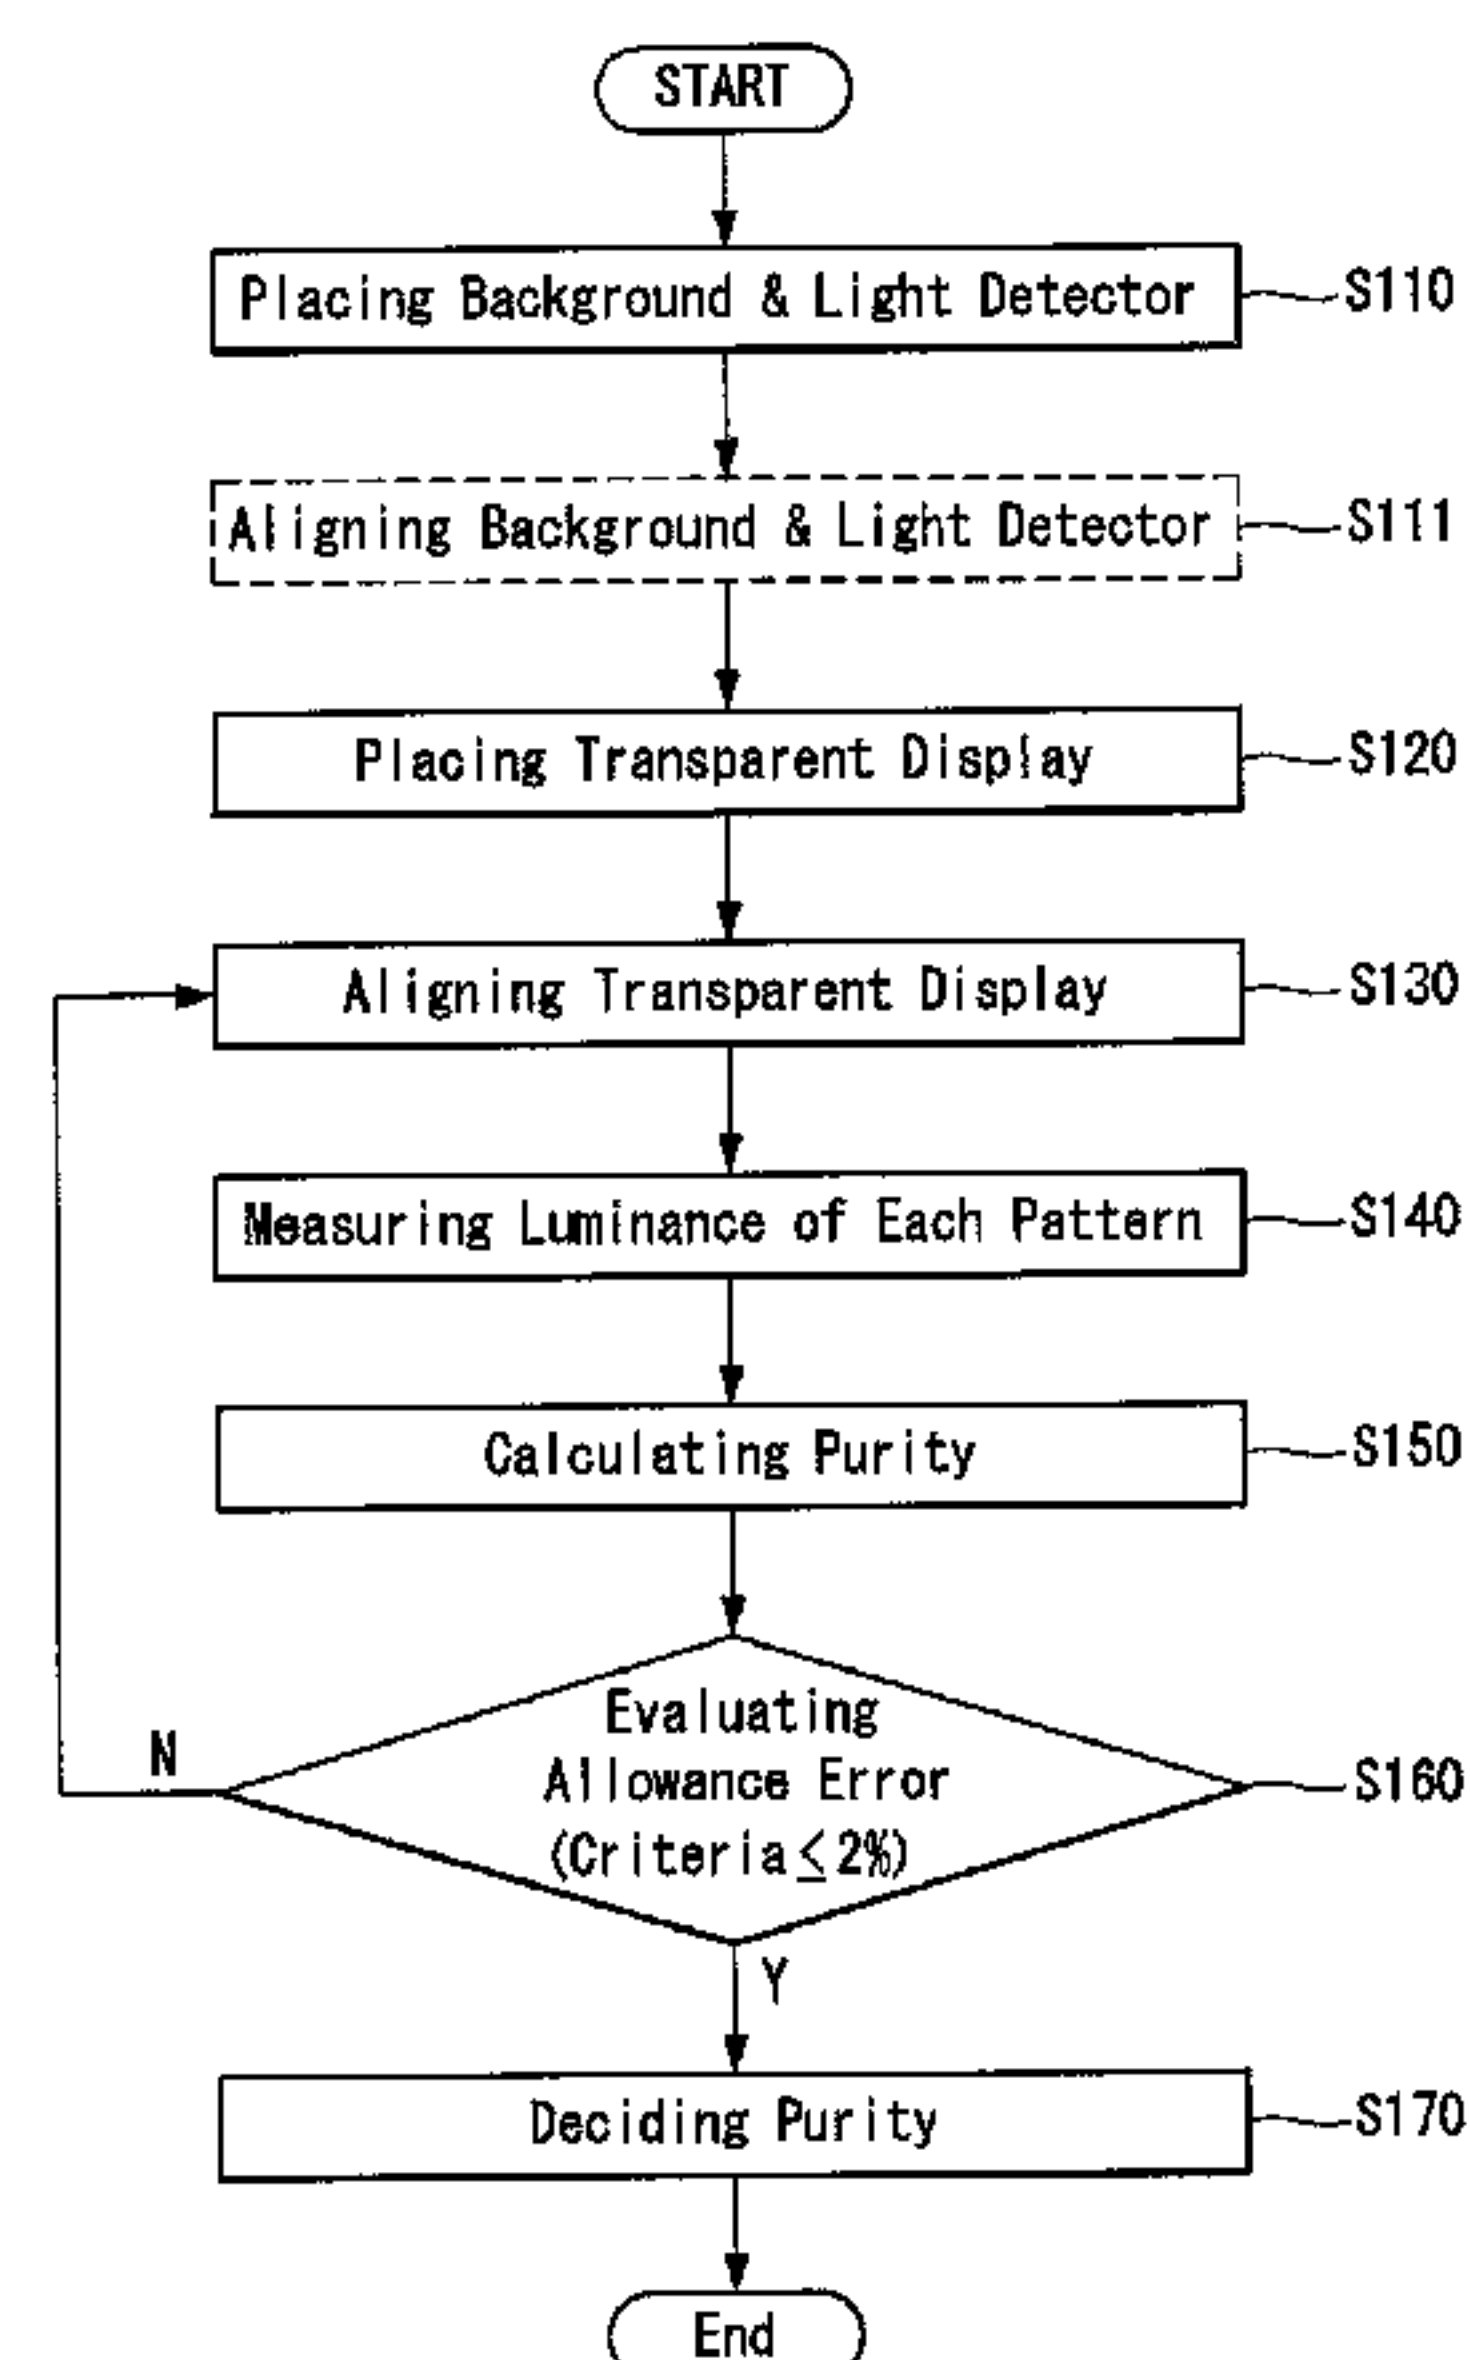 START
Placing Background & Light Detector
S110
Aligning Background & Light Detector
S111
Placing Transparent Display
S120
Aligning Transparent Display
S130
Measuring Luminance of Each Pattern
S140
Calculating Purity
S150
Evaluating
Allowance Error
(Criteria≤2%)
S160
N
Y
Deciding Purity
S170
End